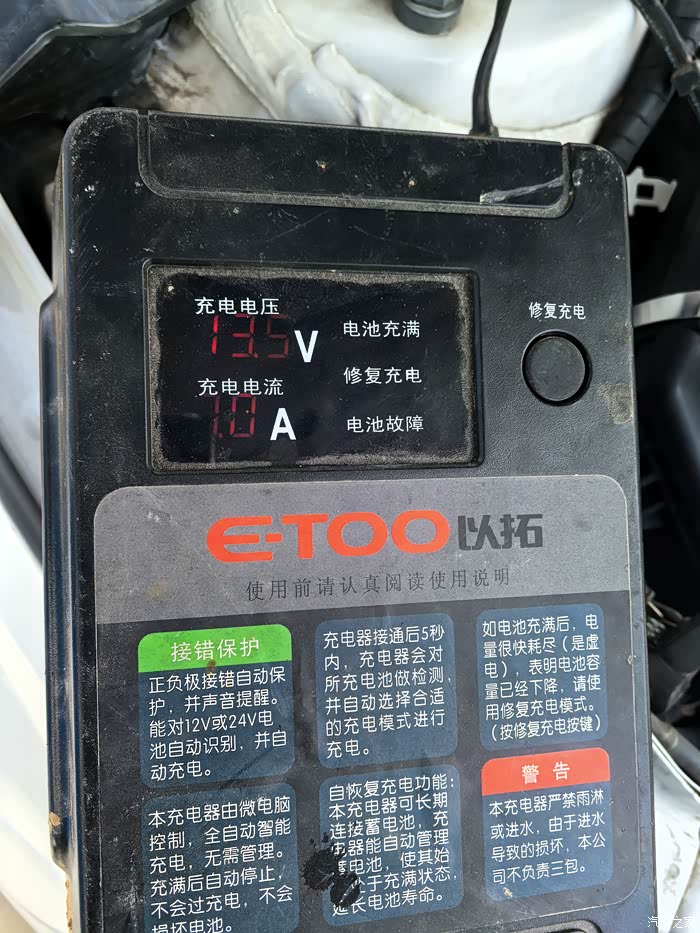 充电电压
13.5 V
电池充满
充电电流
1.0 A
修复充电
电池故障
修复充电
E-TOO 以拓
使用前请认真阅读使用说明
接错保护
正负极接错自动保
护，并声音提醒。
能对12V或24V电
池自动识别，并自
动充电。
充电器接通后5秒
内，充电器会对
所充电池做检测，
并自动选择合适
的充电模式进行
充电。
如电池充满后，电
量很快耗尽（是虚
电），表明电池容
量已经下降，请使
用修复充电模式。
（按修复充电按键）
本充电器由微电脑
控制，全自动智能
充电，无需管理。
充满后自动停止，
不会过充电，不会
损坏电池。
自恢复充电功能：
本充电器可长期
连接蓄电池，充
电器能自动管理
蓄电池，使其始
处于充满状态，
延长电池寿命。
警告
本充电器严禁雨淋
或进水，由于进水
导致的损坏，本公
司不负责三包。